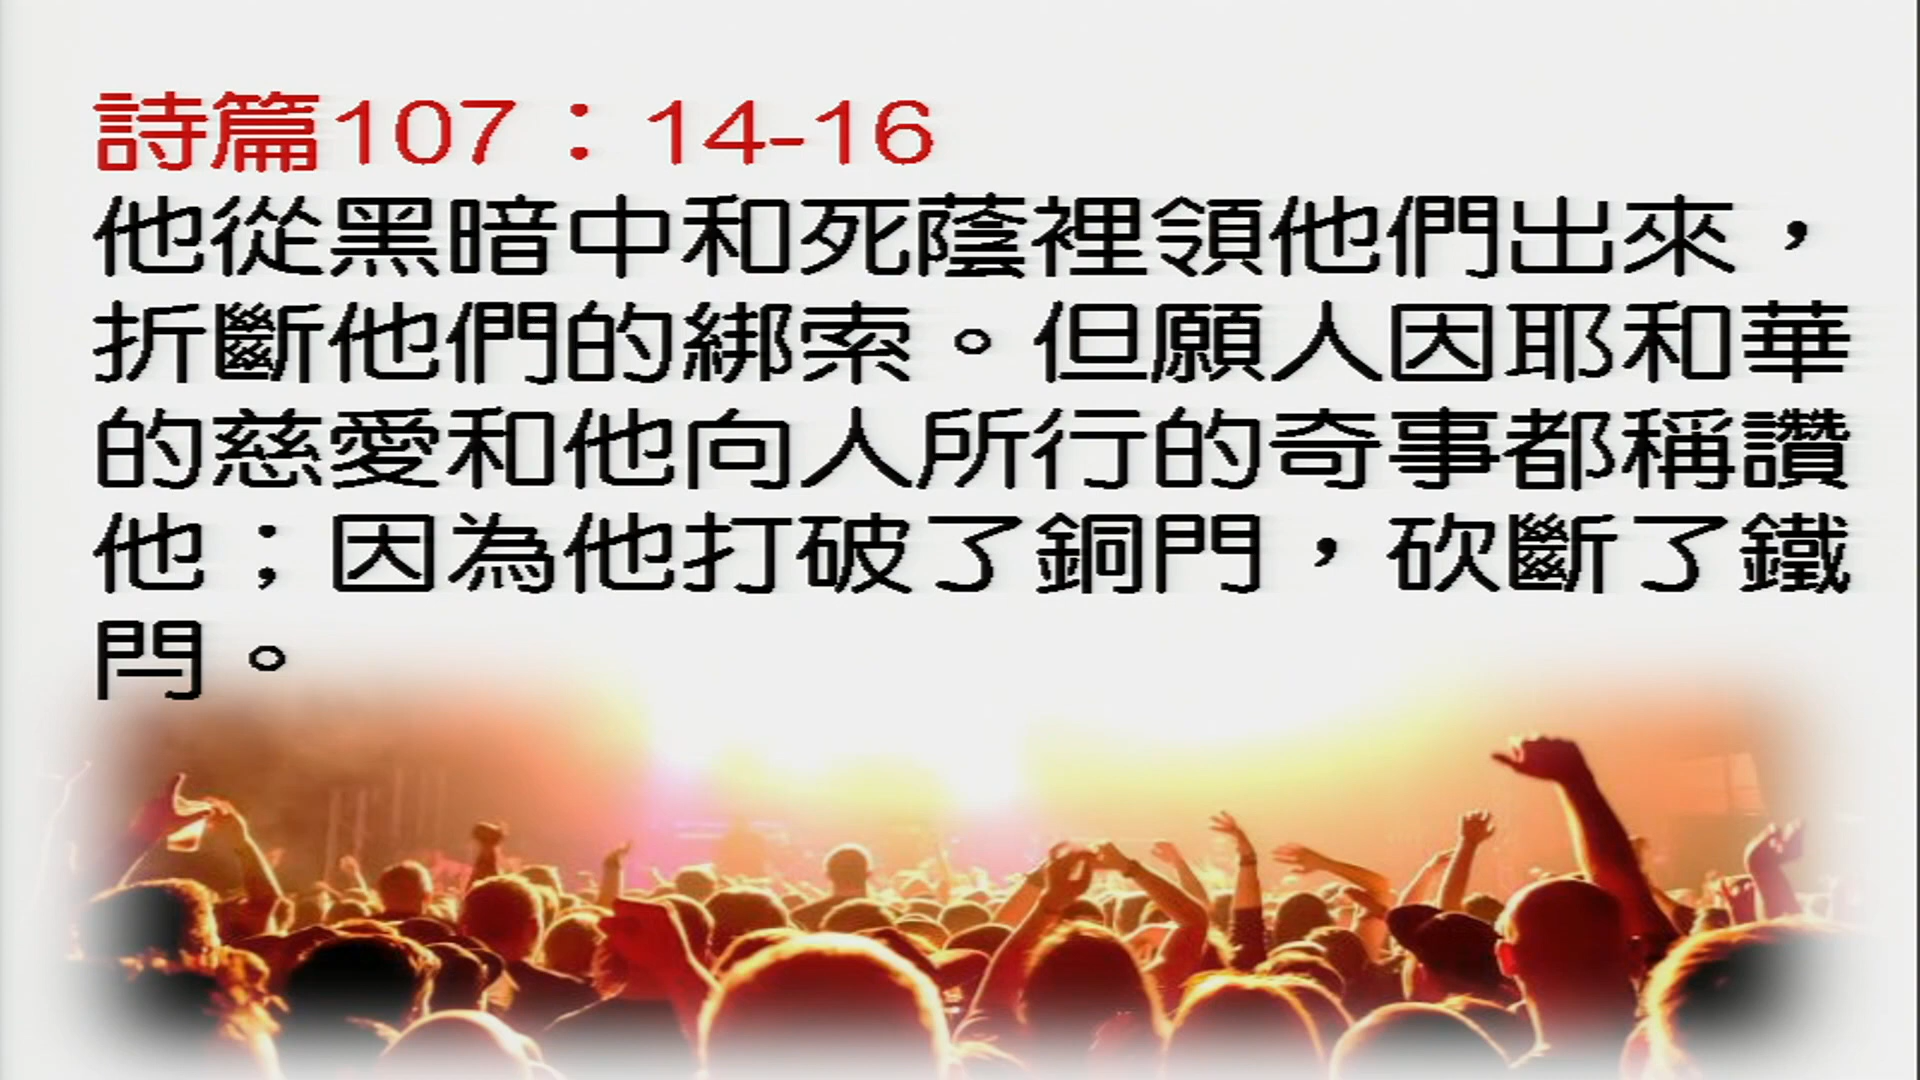 詩篇107：14-16
他從黑暗中和死蔭裡領他們出來，
折斷他們的綁索。但願人因耶和華
的慈愛和他向人所行的奇事都稱讚
他；因為他打破了銅門，砍斷了鐵
閂。